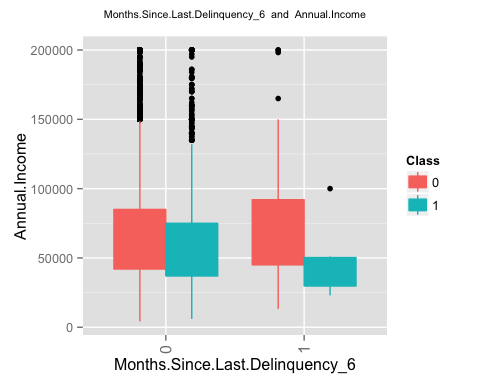 Months.Since.Last.Delinquency_6 and Annual.Income
200000
150000
100000
50000
0
Annual.Income
0
1
Months.Since.Last.Delinquency_6
Class
0
1